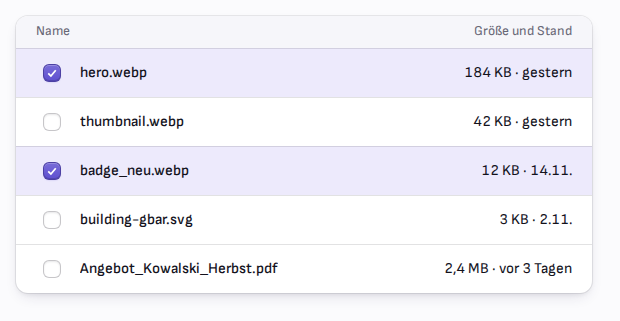 Name Größe und Stand
hero.webp 184 KB · gestern
thumbnail.webp 42 KB · gestern
badge_neu.webp 12 KB · 14.11.
building-gbar.svg 3 KB · 2.11.
Angebot_Kowalski_Herbst.pdf 2,4 MB · vor 3 Tagen